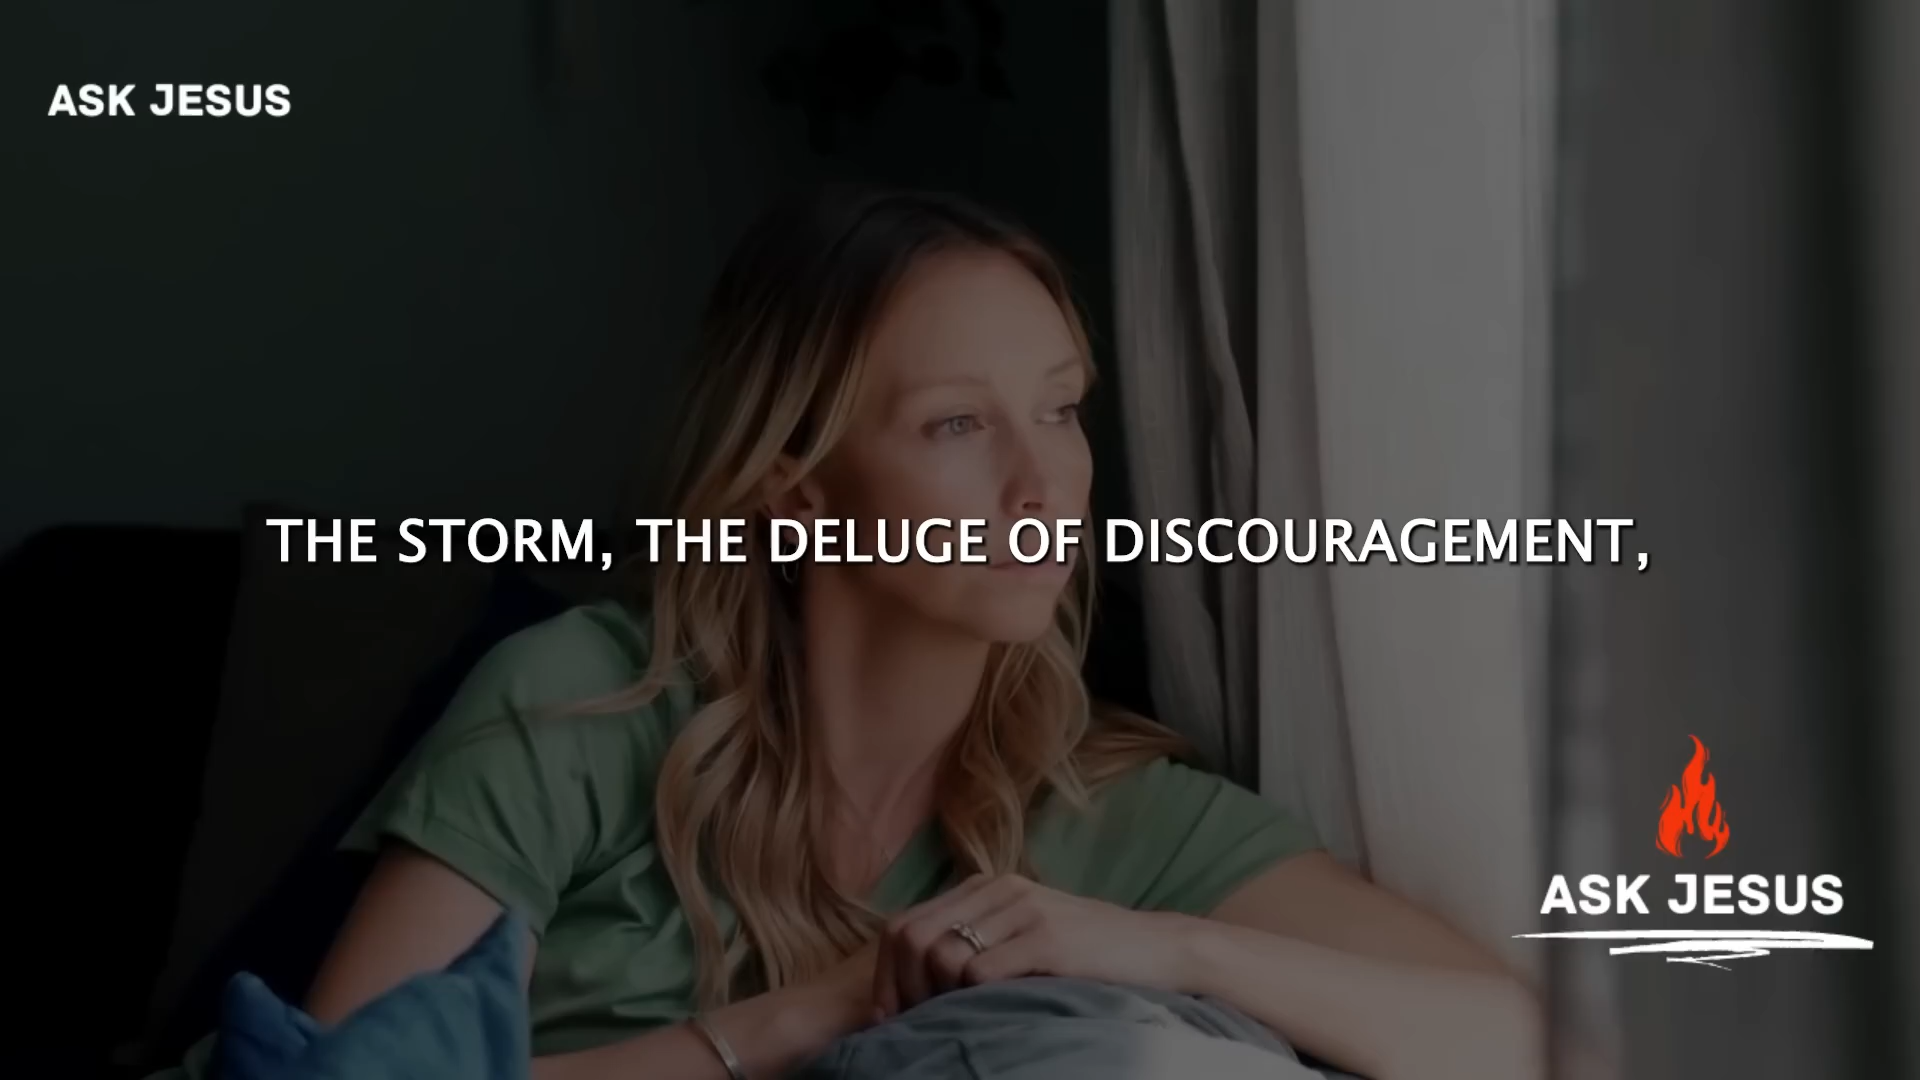 ASK JESUS
THE STORM, THE DELUGE OF DISCOURAGEMENT,
ASK JESUS